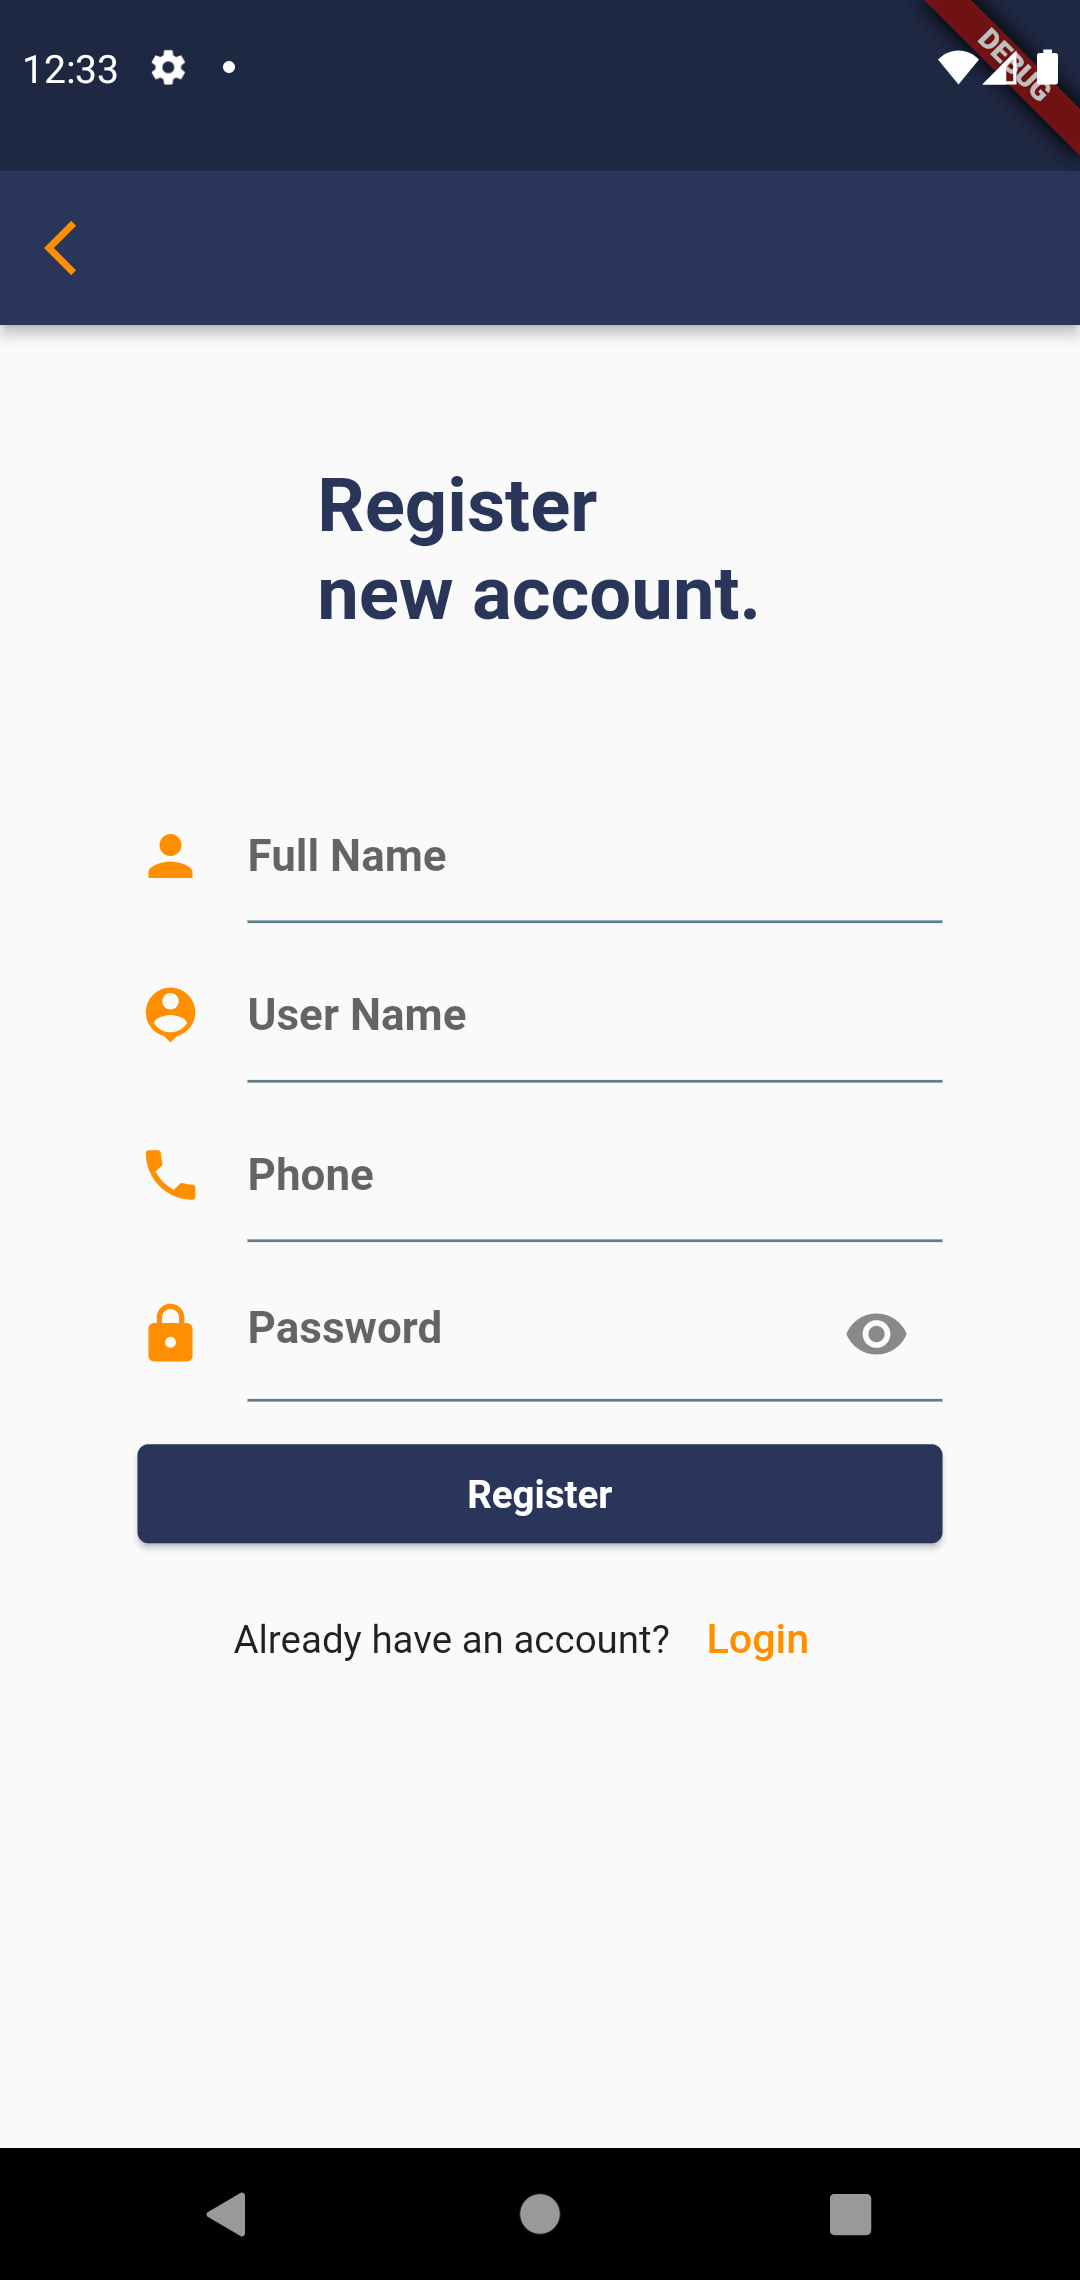 12:33
DEBUG
Register
new account.
Full Name
User Name
Phone
Password
Register
Already have an account? Login